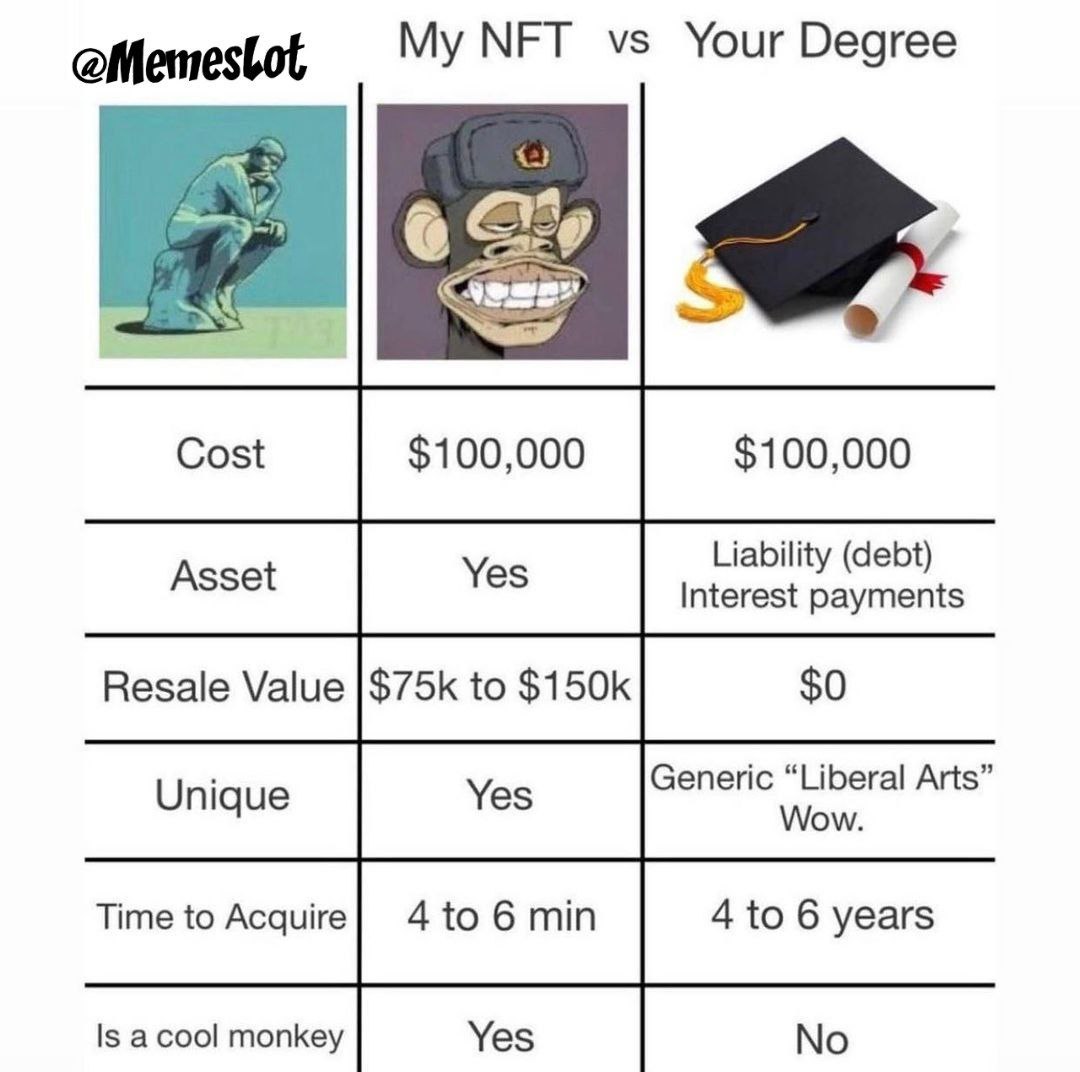 @Memeslot
My NFT vs Your Degree
Cost $100,000 $100,000
Asset Yes Liability (debt)
Interest payments
Resale Value $75k to $150k $0
Unique Yes Generic “Liberal Arts”
Wow.
Time to Acquire 4 to 6 min 4 to 6 years
Is a cool monkey Yes No